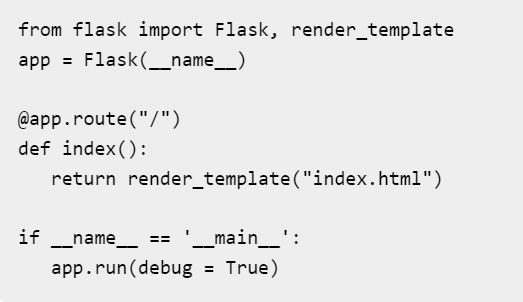 from flask import Flask, render_template
app = Flask(__name__)
@app.route("/")
def index():
   return render_template("index.html")
if __name__ == '__main__':
   app.run(debug = True)